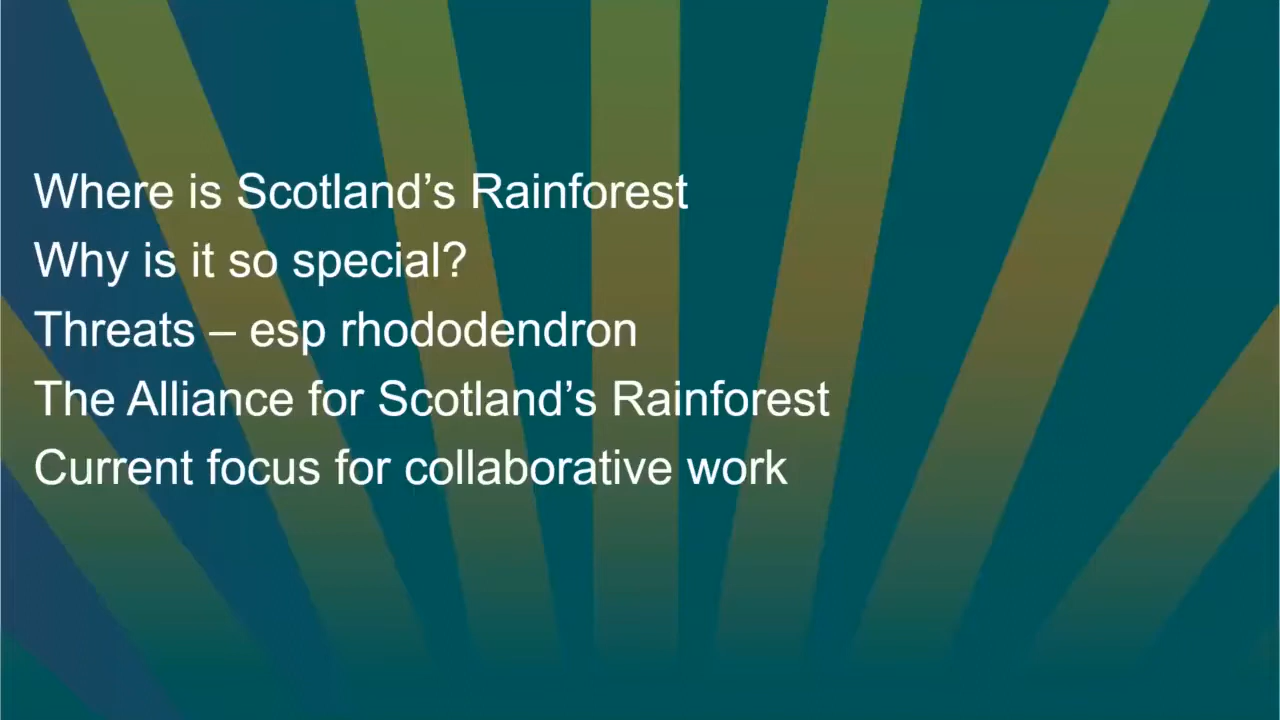 Where is Scotland’s Rainforest
Why is it so special?
Threats – esp rhododendron
The Alliance for Scotland’s Rainforest
Current focus for collaborative work